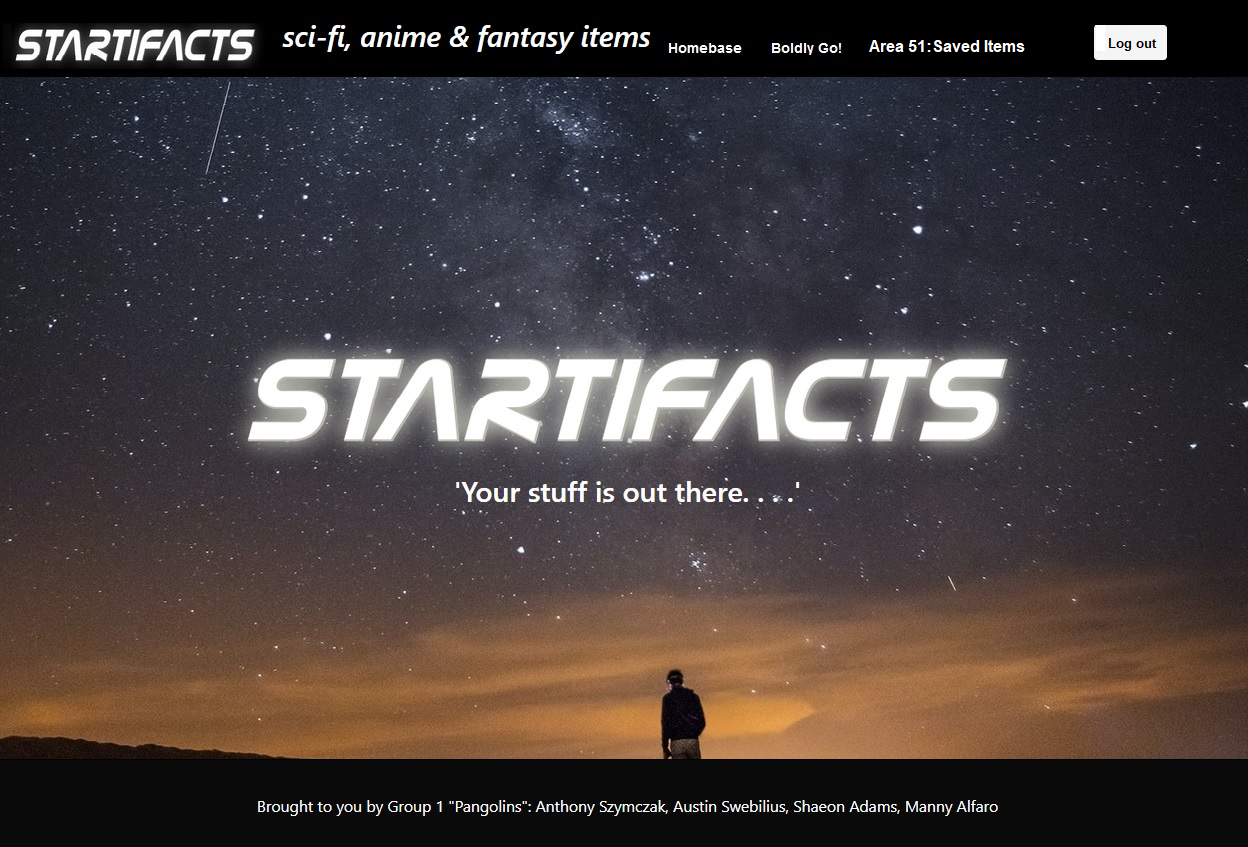 STARTIFACTS sci-fi, anime & fantasy items Homebase Boldly Go! Area 51: Saved Items Log out
STARTIFACTS
'Your stuff is out there. . . .'
Brought to you by Group 1 "Pangolins": Anthony Szymczak, Austin Swebilius, Shaeon Adams, Manny Alfaro